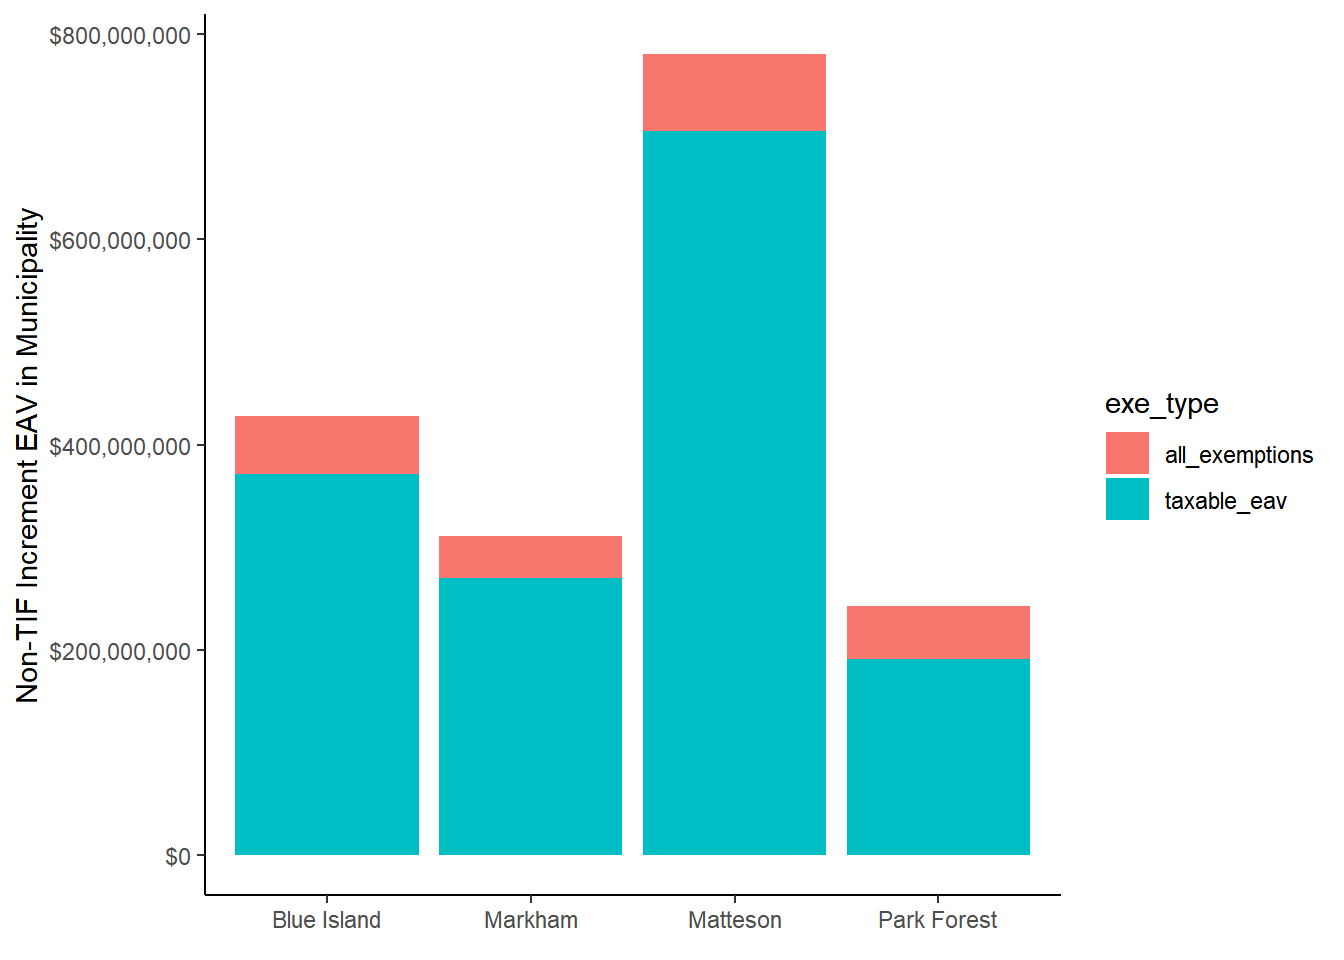 Non-TIF Increment EAV in Municipality
$800,000,000
$600,000,000
$400,000,000
$200,000,000
$0
Blue Island
Markham
Matteson
Park Forest
exe_type
all_exemptions
taxable_eav